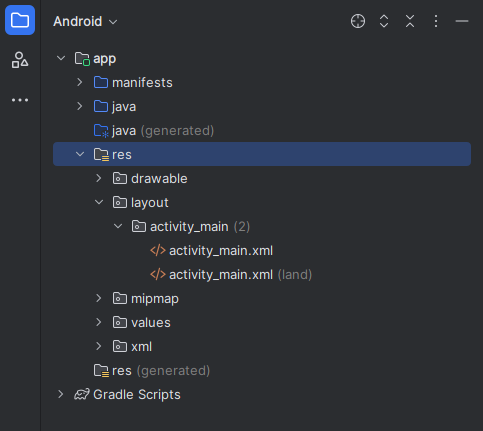 Android
app
manifests
java
java (generated)
res
drawable
layout
activity_main (2)
activity_main.xml
activity_main.xml (land)
mipmap
values
xml
res (generated)
Gradle Scripts